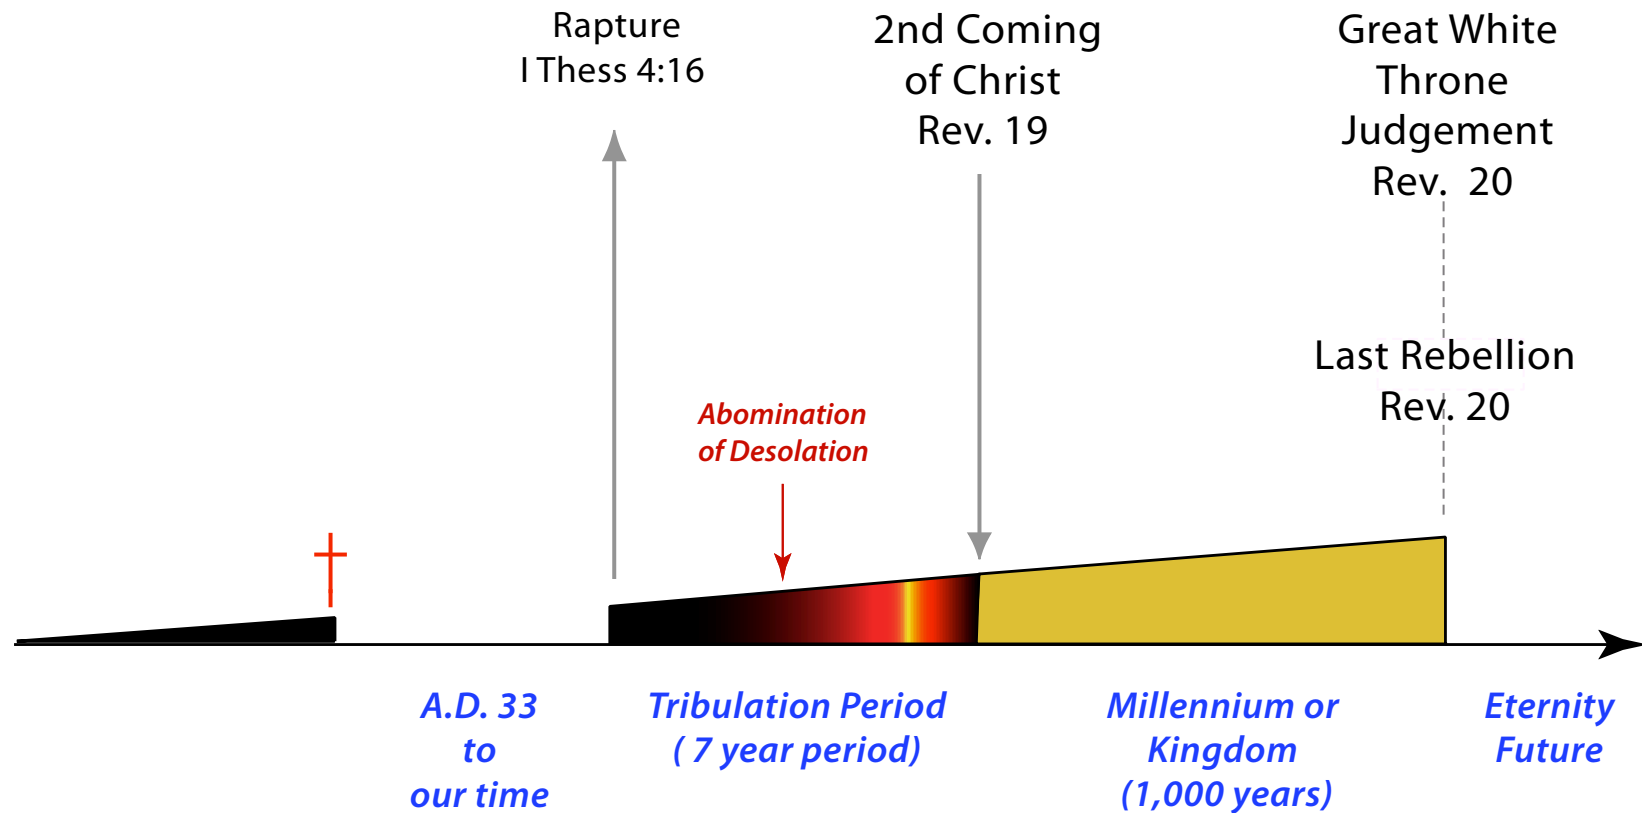 Rapture
I Thess 4:16
2nd Coming
of Christ
Rev. 19
Great White
Throne
Judgement
Rev. 20
Last Rebellion
Rev. 20
Abomination
of Desolation
A.D. 33
to
our time
Tribulation Period
( 7 year period)
Millennium or
Kingdom
(1,000 years)
Eternity
Future